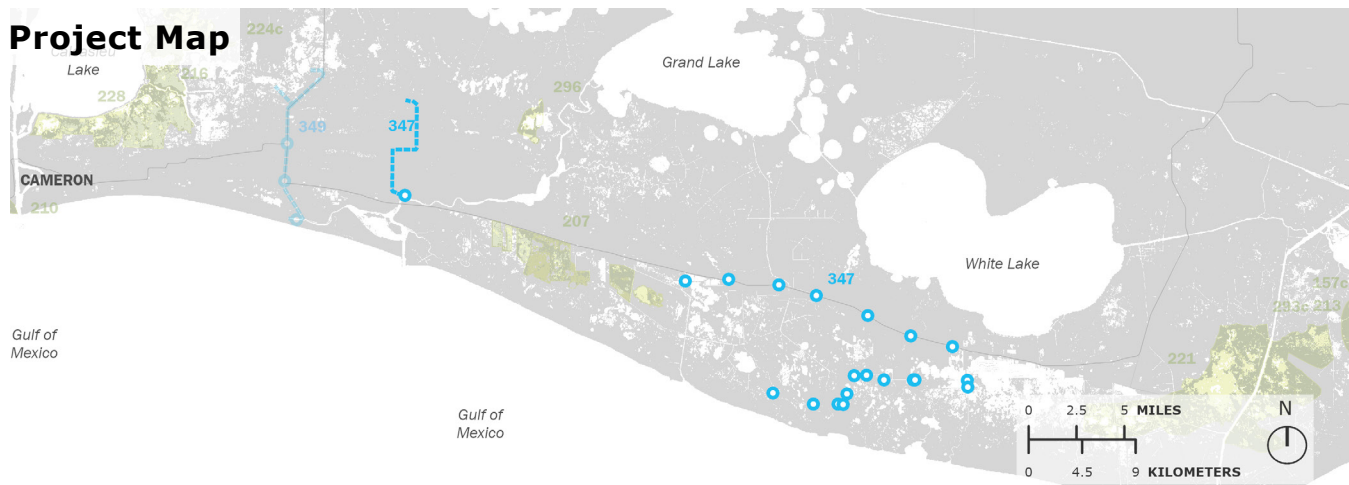 Project Map
Lake
224c
216
228
349
347
296
Grand Lake
CAMERON
210
207
347
White Lake
157c
293c 213
221
Gulf of
Mexico
Gulf of
Mexico
0 2.5 5 MILES
0 4.5 9 KILOMETERS
N